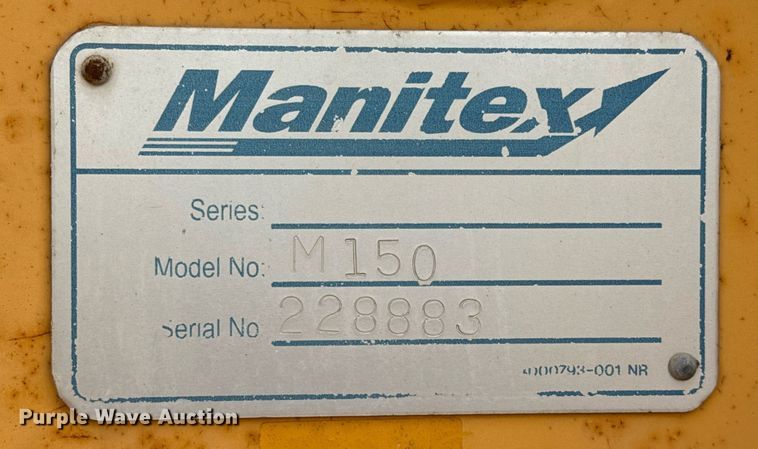 Manitex
Series:
Model No: M150
Serial No 228883
4000793-001 NR
Purple Wave Auction